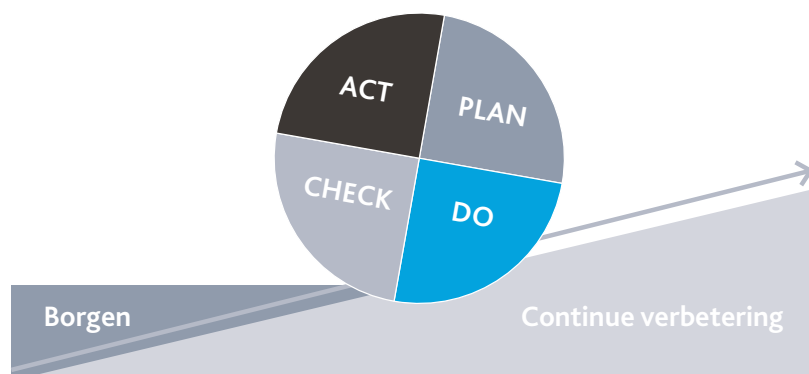 ACT
PLAN
CHECK
DO
Borgen
Continue verbetering